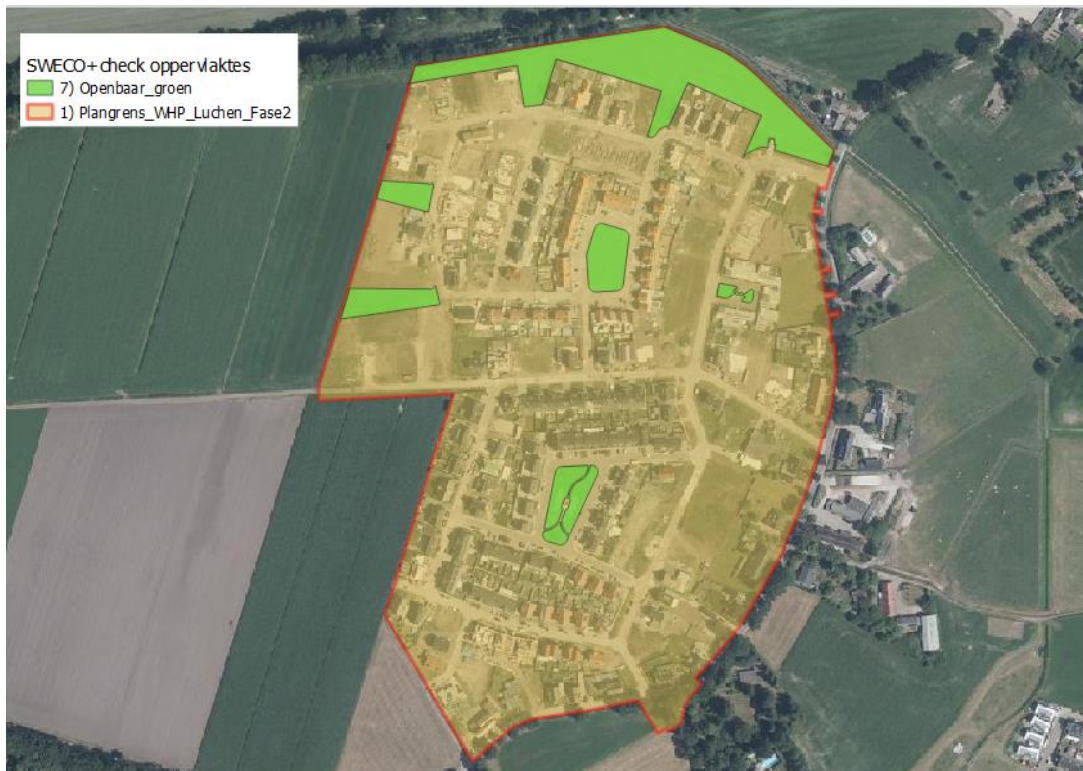 SWECO+check oppervlaktes
7) Openbaar_groen
1) Plangrens_WHP_Luchen_Fase2